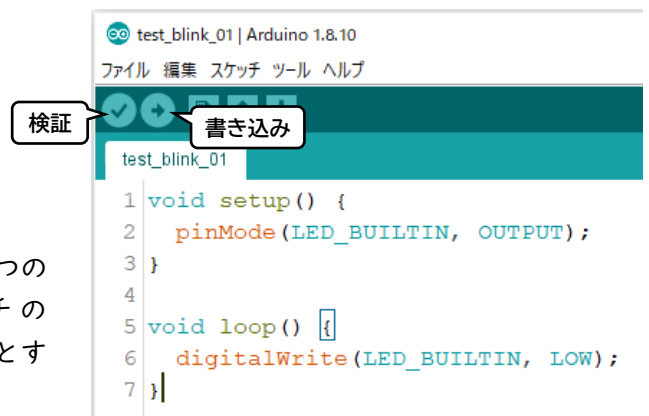 test_blink_01 | Arduino 1.8.10
ファイル 編集 スケッチ ツール ヘルプ
検証
書き込み
test_blink_01
1 void setup() {
2 pinMode(LED_BUILTIN, OUTPUT);
3 }
4
5 void loop() {
6 digitalWrite(LED_BUILTIN, LOW);
7 }
つの
チの
とす